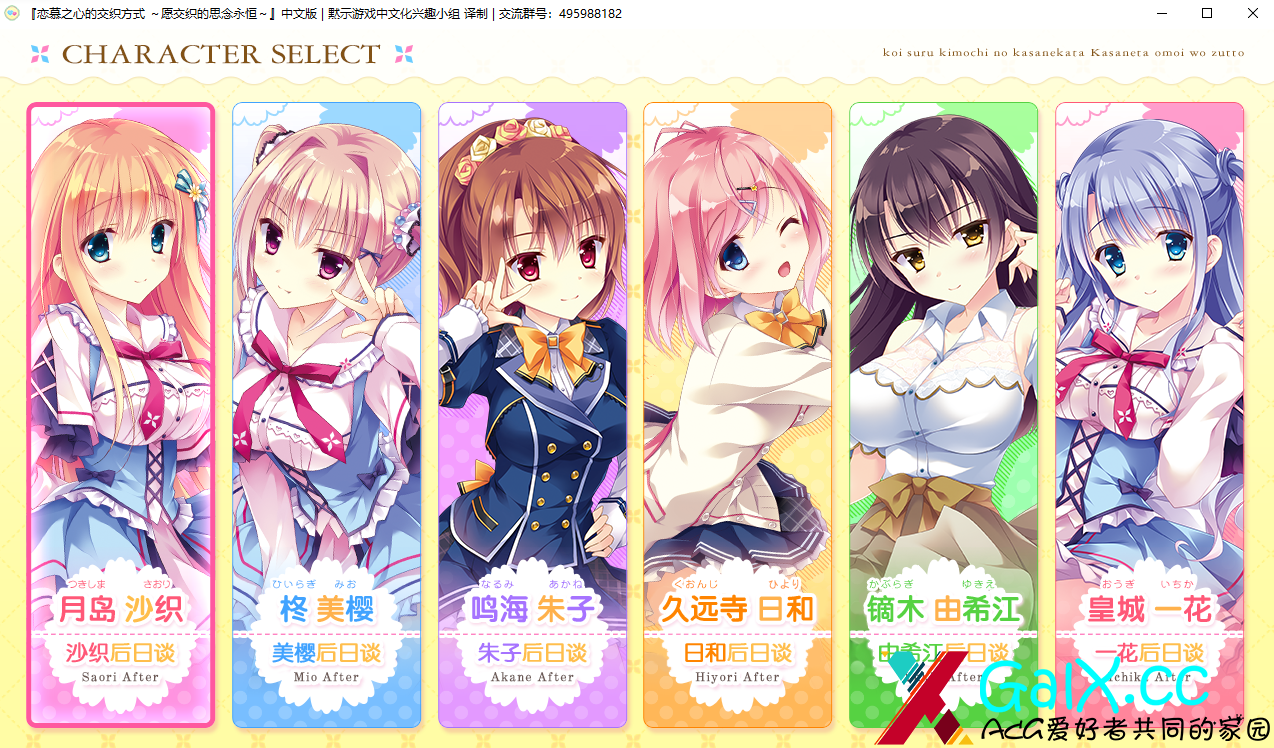 『恋慕之心的交织方式 ～愿交织的思念永恒～』中文版 | 默示游戏中文化兴趣小组 译制 | 交流群号：495988182
CHARACTER SELECT
koi suru kimochi no kasanekata Kasaneta omoi wo zutto
つきしま さおり
月岛 沙织
沙织后日谈
Saori After
ひいらぎ みお
柊 美樱
美樱后日谈
Mio After
なるみ あかね
鸣海 朱子
朱子后日谈
Akane After
くおんじ ひより
久远寺 日和
日和后日谈
Hiyori After
かぶらぎ ゆきえ
镝木 由希江
由希江后日谈
After
おうぎ いちか
皇城 一花
一花后日谈
Ichika After
GalX.cc
ACG爱好者共同的家园